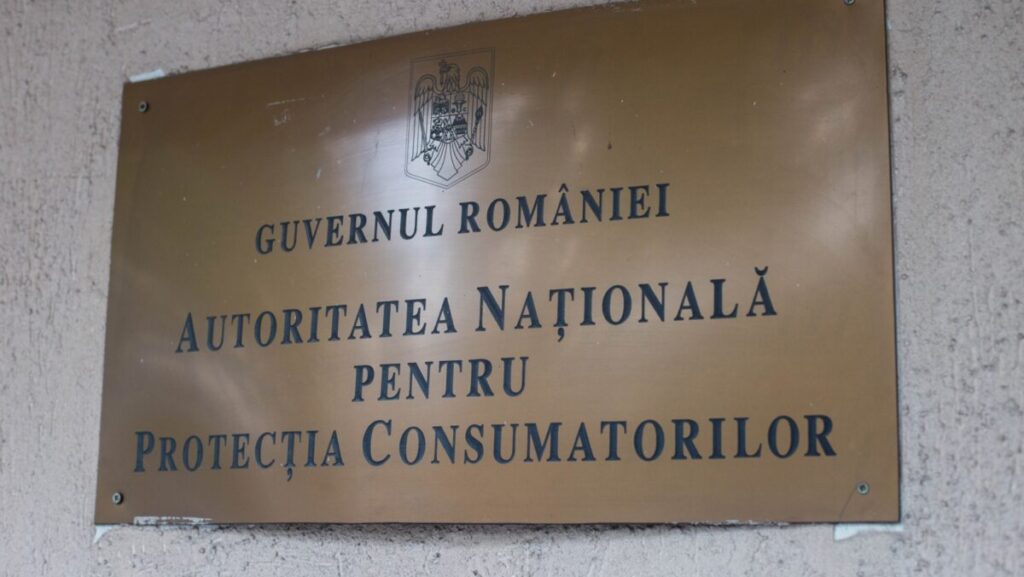 GUVERNUL ROMÂNIEI
AUTORITATEA NAȚIONALĂ
PENTRU
PROTECȚIA CONSUMATORILOR